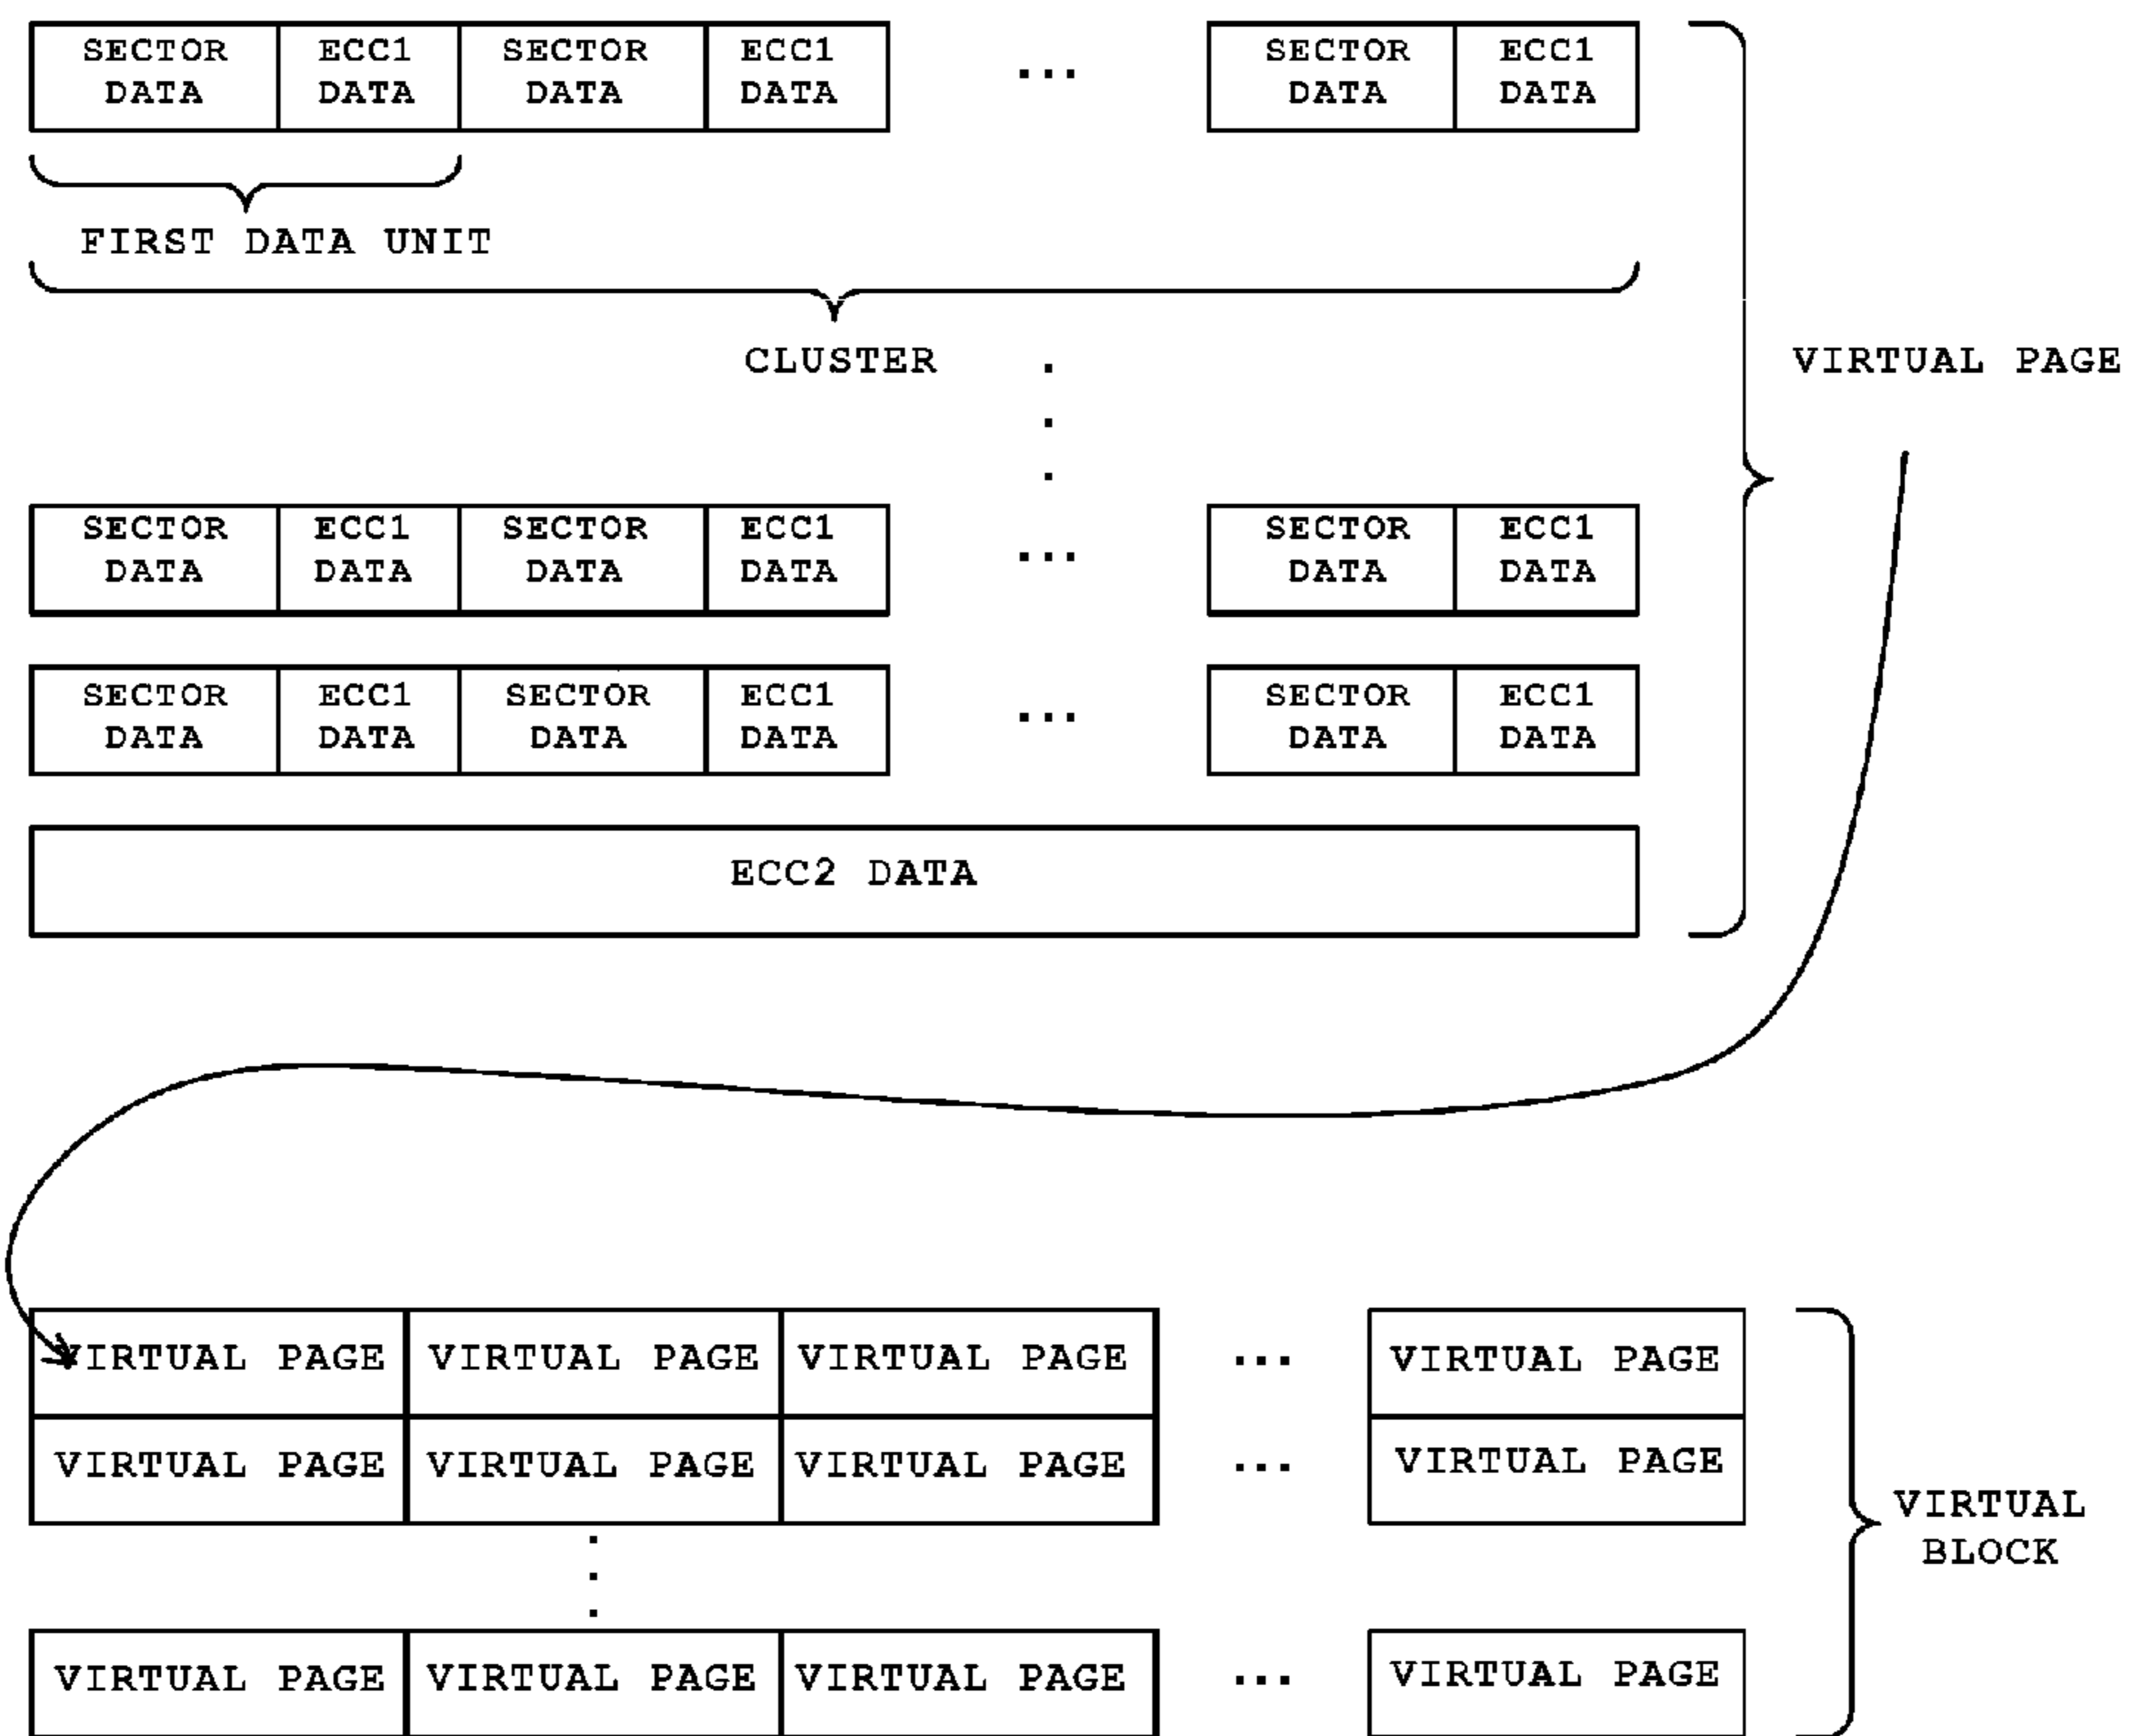 SECTOR ECC1 SECTOR ECC1 SECTOR ECC1
DATA DATA DATA DATA ... DATA DATA
FIRST DATA UNIT
CLUSTER
VIRTUAL PAGE
SECTOR ECC1 SECTOR ECC1 SECTOR ECC1
DATA DATA DATA DATA ... DATA DATA
SECTOR ECC1 SECTOR ECC1 SECTOR ECC1
DATA DATA DATA DATA ... DATA DATA
ECC2 DATA
VIRTUAL PAGE VIRTUAL PAGE VIRTUAL PAGE ... VIRTUAL PAGE
VIRTUAL PAGE VIRTUAL PAGE VIRTUAL PAGE ... VIRTUAL PAGE
VIRTUAL
BLOCK
VIRTUAL PAGE VIRTUAL PAGE VIRTUAL PAGE ... VIRTUAL PAGE